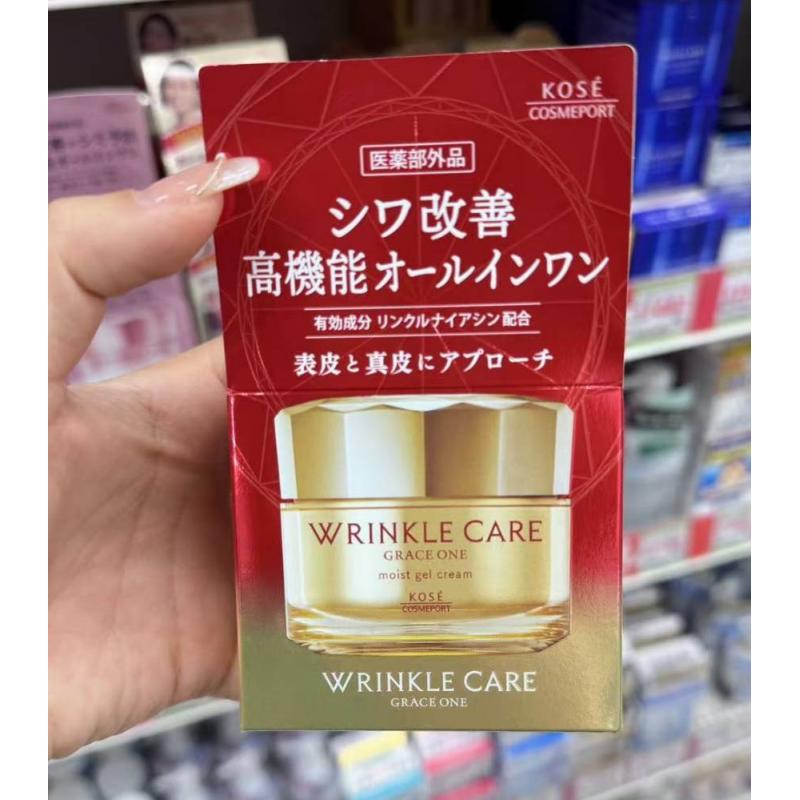 KOSÉ
COSMEPORT
医薬部外品
シワ改善
高機能オールインワン
有効成分 リンクルナイアシン 配合
表皮と真皮にアプローチ
WRINKLE CARE
GRACE ONE
moist gel cream
KOSÉ
COSMEPORT
WRINKLE CARE
GRACE ONE